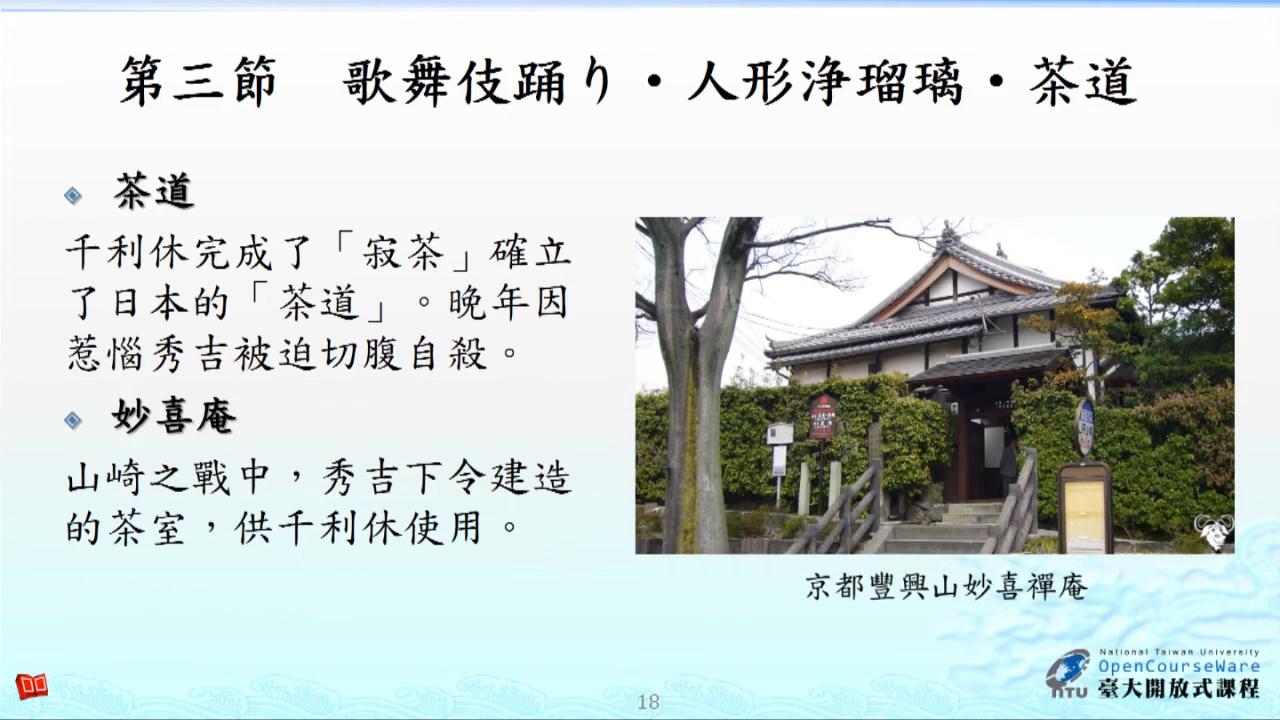 第三節　歌舞伎踊り・人形浄瑠璃・茶道
茶道
千利休完成了「寂茶」確立
了日本的「茶道」。晚年因
惹惱秀吉被迫切腹自殺。
妙喜庵
山崎之戰中，秀吉下令建造
的茶室，供千利休使用。
京都豐興山妙喜禪庵
National Taiwan University
OpenCourseWare
NTU 臺大開放式課程
18